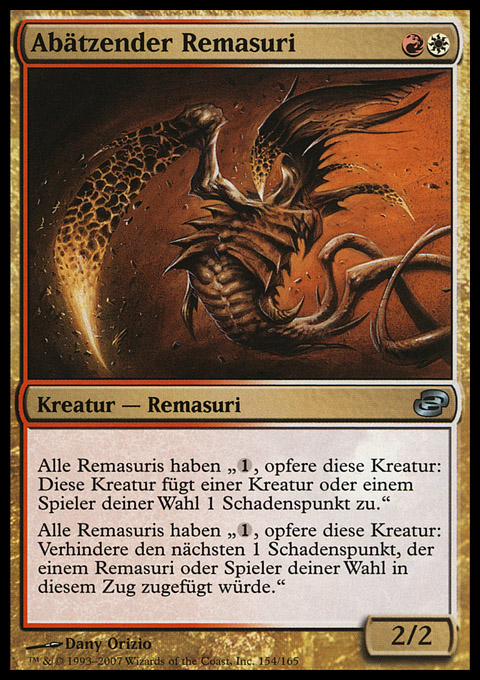 Abätzender Remasuri
Kreatur — Remasuri
Alle Remasuris haben „1, opfere diese Kreatur:
Diese Kreatur fügt einer Kreatur oder einem
Spieler deiner Wahl 1 Schadenspunkt zu.“
Alle Remasuris haben „1, opfere diese Kreatur:
Verhindere den nächsten 1 Schadenspunkt, der
einem Remasuri oder Spieler deiner Wahl in
diesem Zug zugefügt würde.“
Dany Orizio
2/2
™ & © 1993–2007 Wizards of the Coast, Inc. 154/165